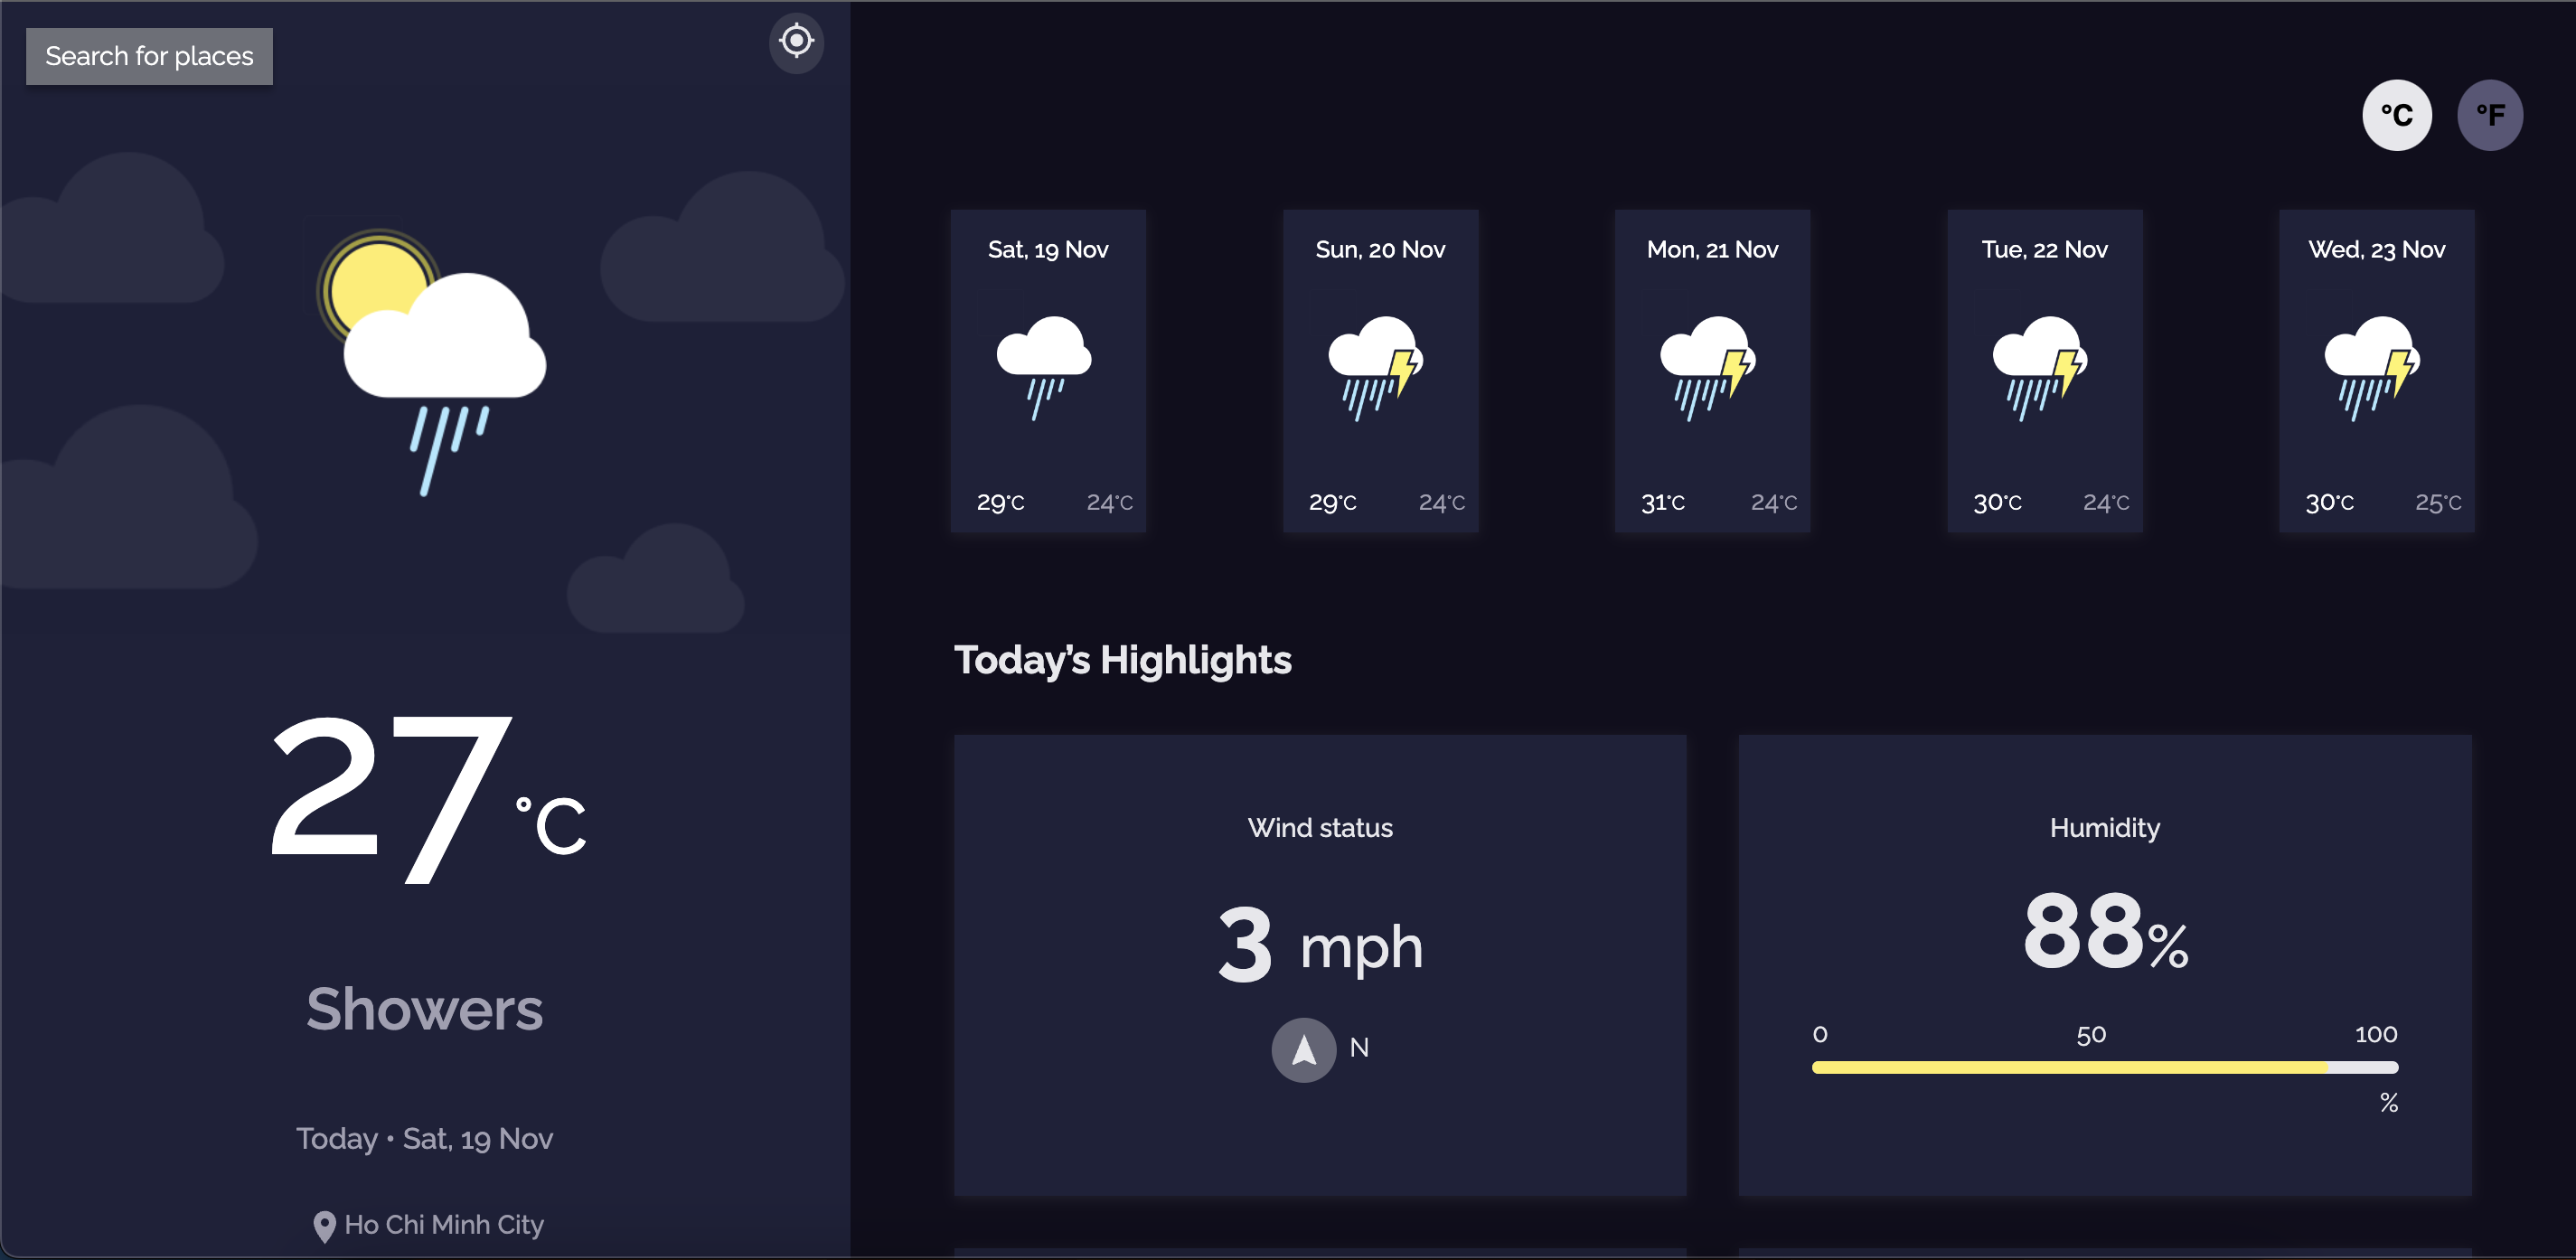 Search for places
27°C
Showers
Today • Sat, 19 Nov
Ho Chi Minh City
°C °F
Sat, 19 Nov
29°C 24°C
Sun, 20 Nov
29°C 24°C
Mon, 21 Nov
31°C 24°C
Tue, 22 Nov
30°C 24°C
Wed, 23 Nov
30°C 25°C
Today’s Highlights
Wind status
3 mph
N
Humidity
88%
0 50 100
%